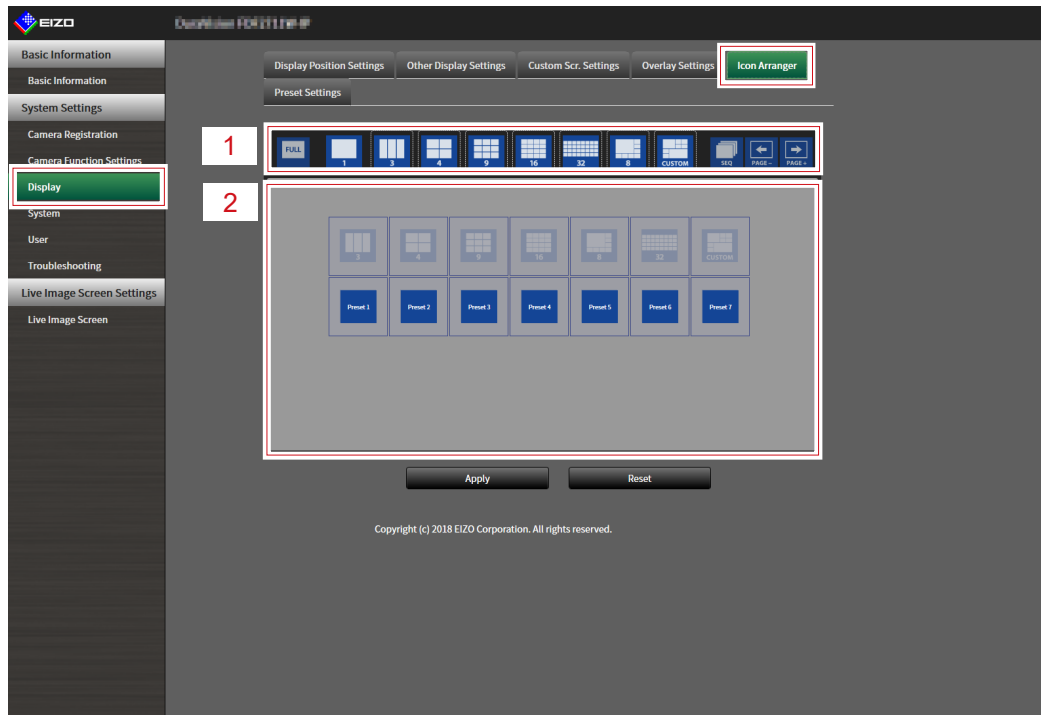 EIZO
Basic Information
Basic Information
System Settings
Camera Registration
Camera Function Settings
Display
System
User
Troubleshooting
Live Image Screen Settings
Live Image Screen
Display Position Settings Other Display Settings Custom Scr. Settings Overlay Settings Icon Arranger
Preset Settings
1
FULL 1 3 4 9 16 32 8 CUSTOM SEQ PAGE - PAGE +
2
3 4 9 16 8 32 CUSTOM
Preset 1 Preset 2 Preset 3 Preset 4 Preset 5 Preset 6 Preset 7
Apply Reset
Copyright (c) 2018 EIZO Corporation. All rights reserved.